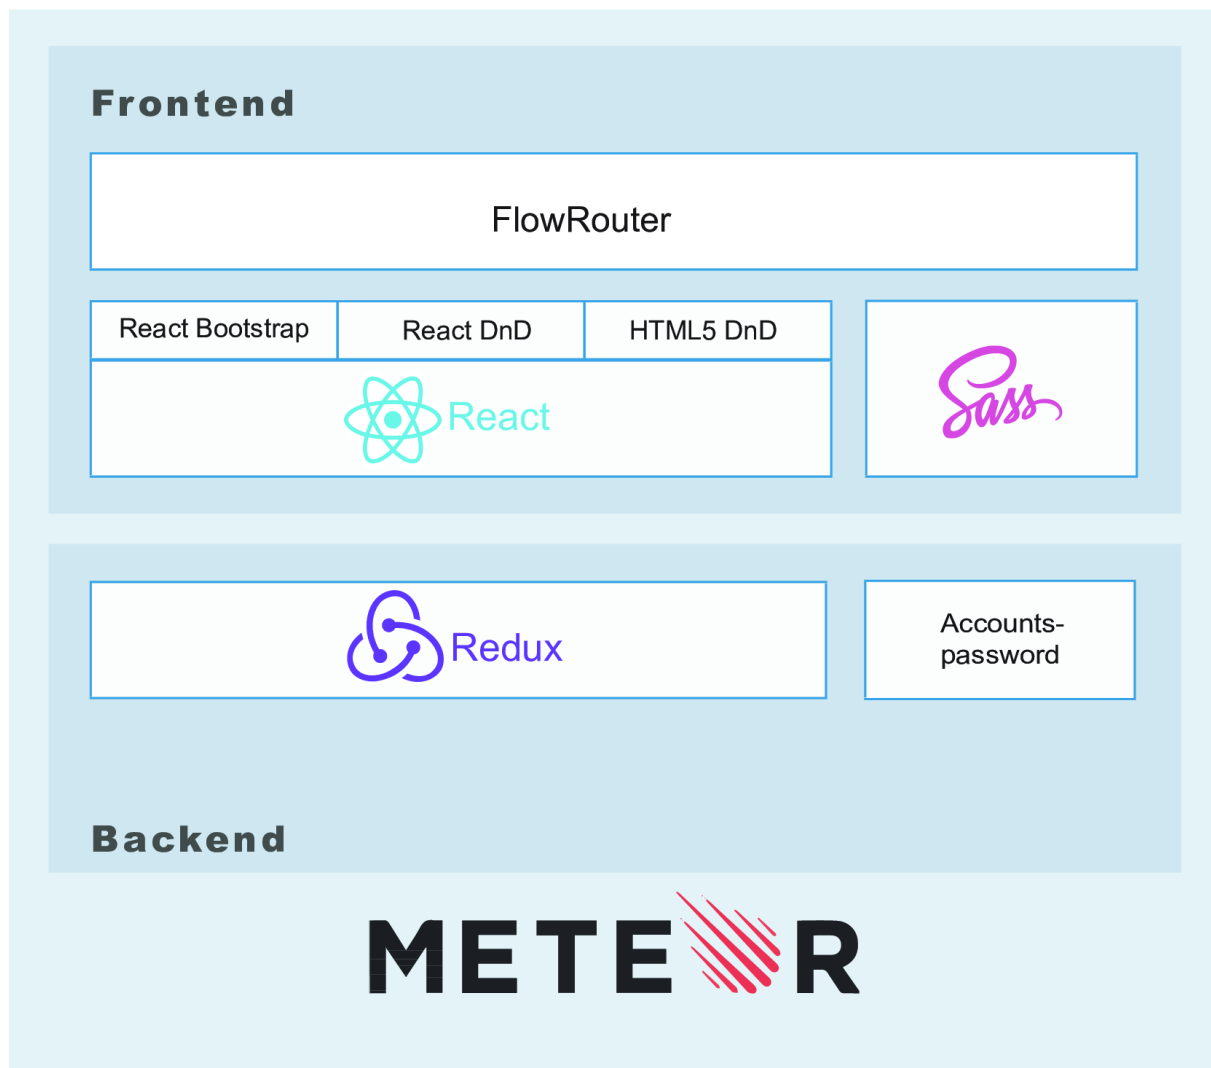 Frontend
FlowRouter
React Bootstrap
React DnD
HTML5 DnD
React
Sass
Redux
Accounts-
password
Backend
METEOR